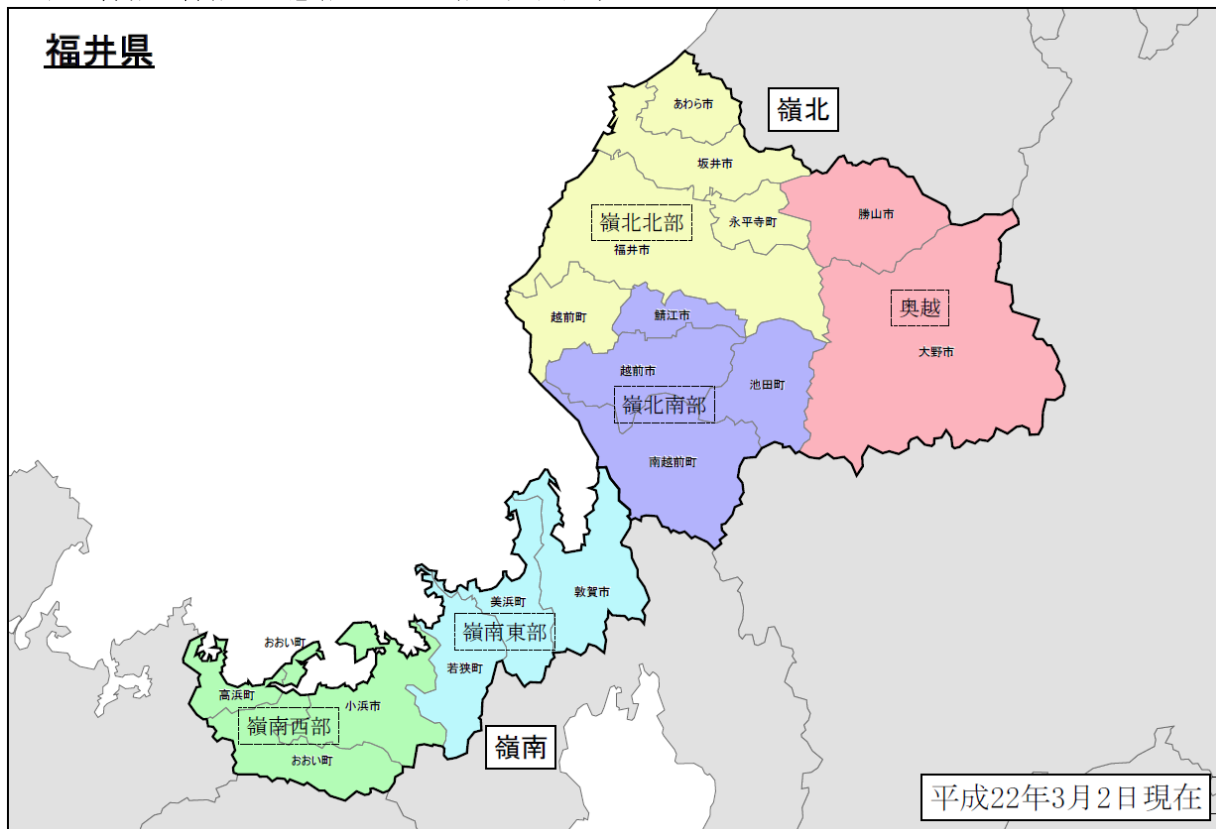 福井県
あわら市
嶺北
坂井市
勝山市
永平寺町
嶺北北部
福井市
奥越
越前町
鯖江市
大野市
越前市
池田町
嶺北南部
南越前町
敦賀市
美浜町
嶺南東部
おおい町
若狭町
高浜町
小浜市
嶺南西部
嶺南
おおい町
平成22年3月2日現在